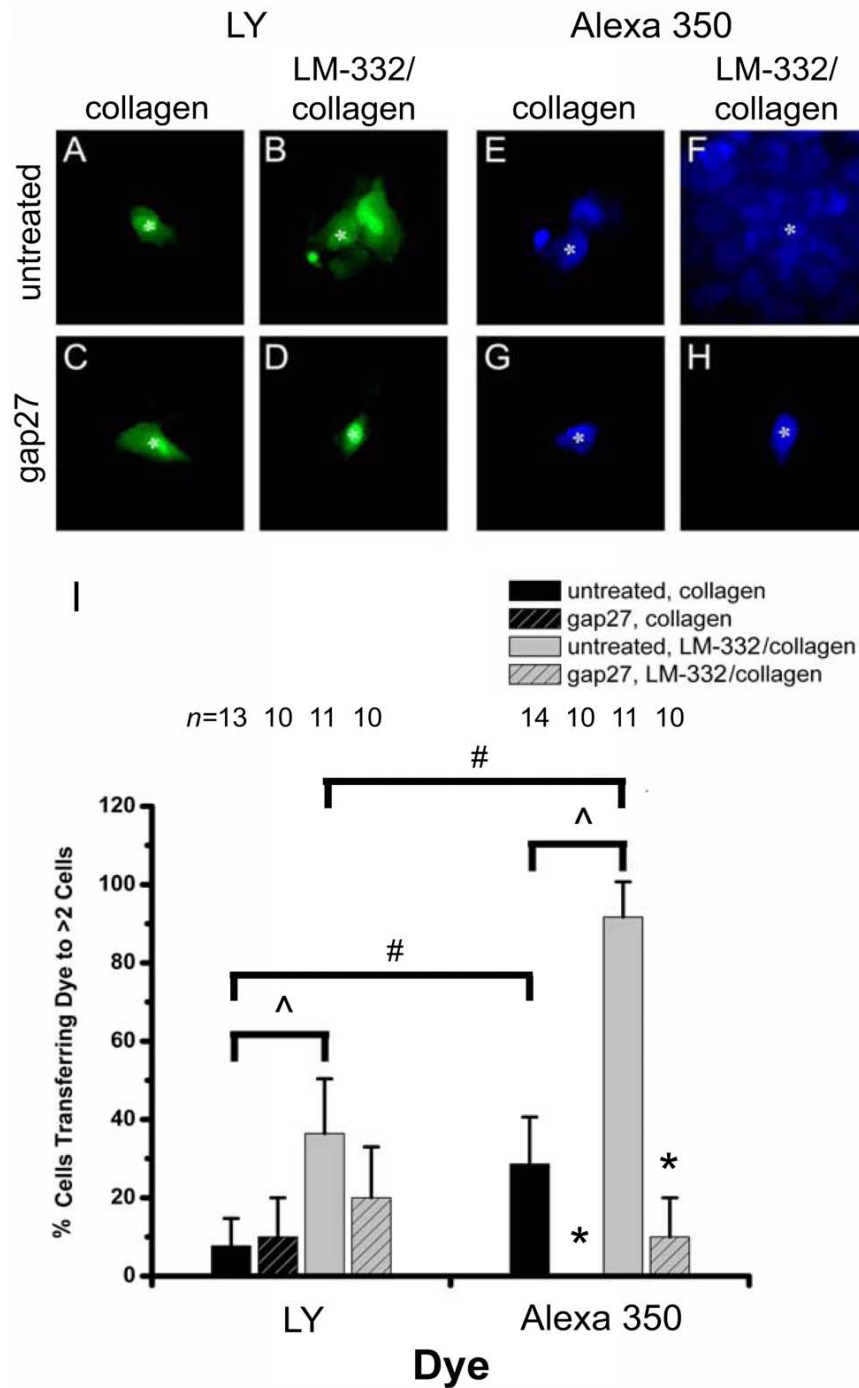 LY Alexa 350
LM-332/ LM-332/
collagen collagen collagen collagen
untreated
A B E F
* * * *
gap27
C D G H
* * * *
I
untreated, collagen
gap27, collagen
untreated, LM-332/collagen
gap27, LM-332/collagen
n=13 10 11 10 14 10 11 10
#
^
#
^
* *
% Cells Transferring Dye to >2 Cells
120
100
80
60
40
20
0
LY Alexa 350
Dye